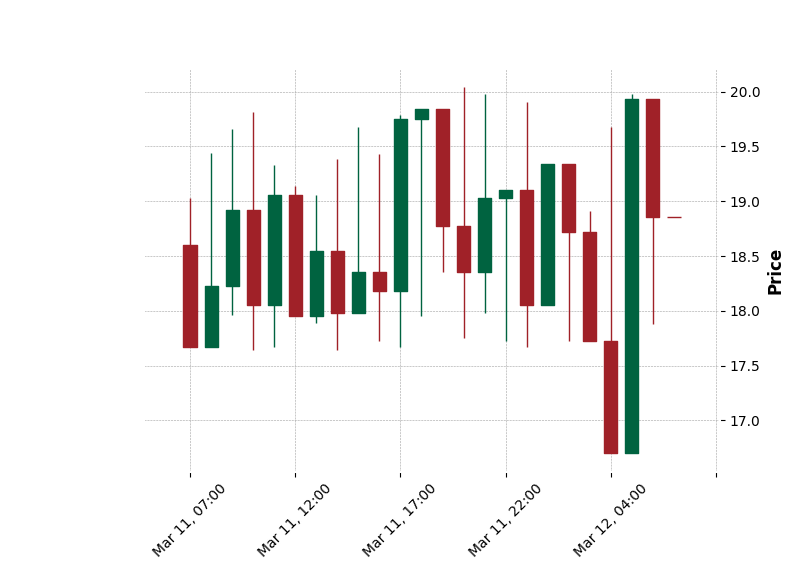 20.0
19.5
19.0
18.5
18.0
17.5
17.0
Price
Mar 11, 07:00
Mar 11, 12:00
Mar 11, 17:00
Mar 11, 22:00
Mar 12, 04:00